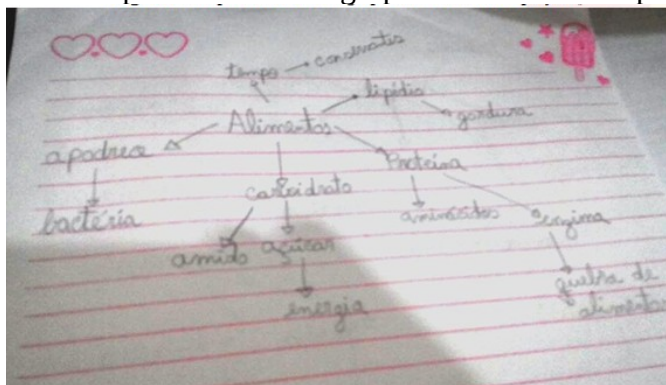 tempo → conservantes
lipídio
Alimentos
gordura
apodrece
Proteína
carboidrato
bactéria
aminoácidos
enzima
amido açúcar
quebra de
alimentos
energia